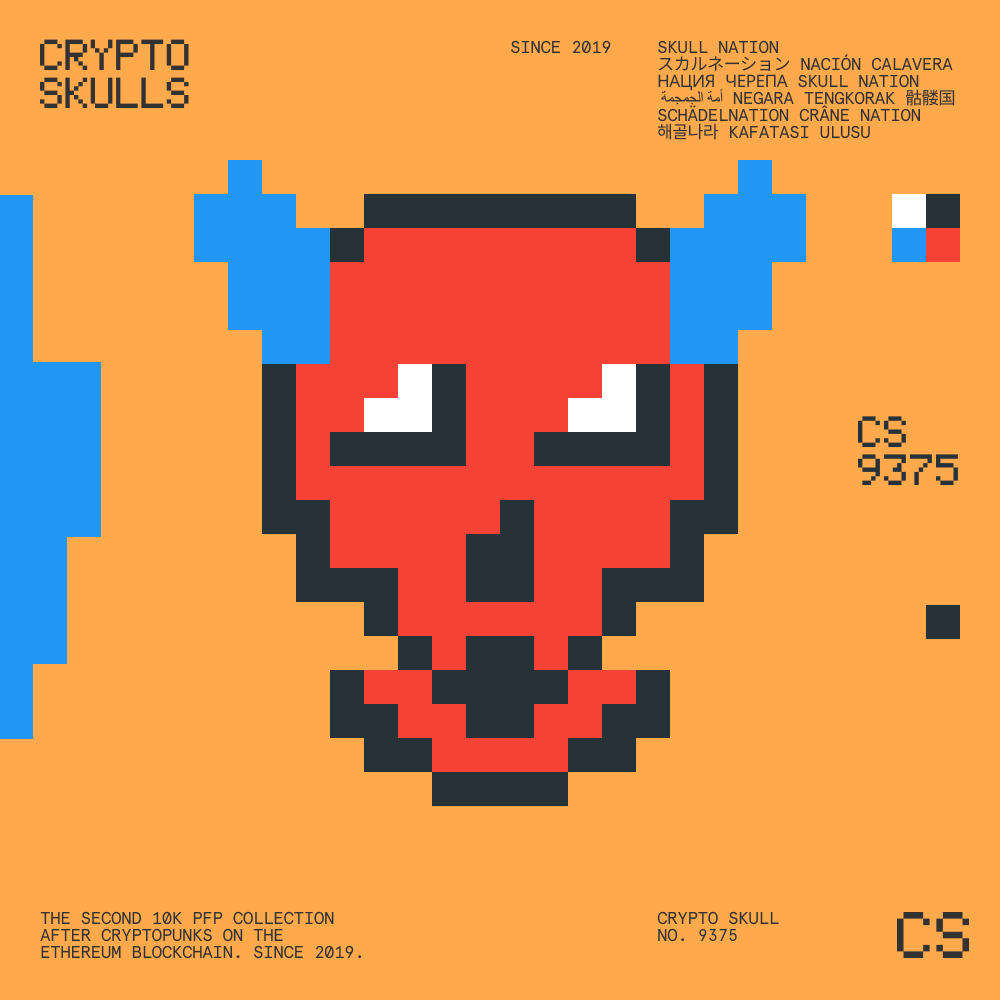 CRYPTO
SKULLS
SINCE 2019
SKULL NATION
スカルネーション NACIÓN CALAVERA
НАЦИЯ ЧЕРЕПА SKULL NATION
أمة الجمجمة NEGARA TENGKORAK 骷髅国
SCHÄDELNATION CRÂNE NATION
해골나라 KAFATASI ULUSU
CS
9375
THE SECOND 10K PFP COLLECTION
AFTER CRYPTOPUNKS ON THE
ETHEREUM BLOCKCHAIN. SINCE 2019.
CRYPTO SKULL
NO. 9375
CS